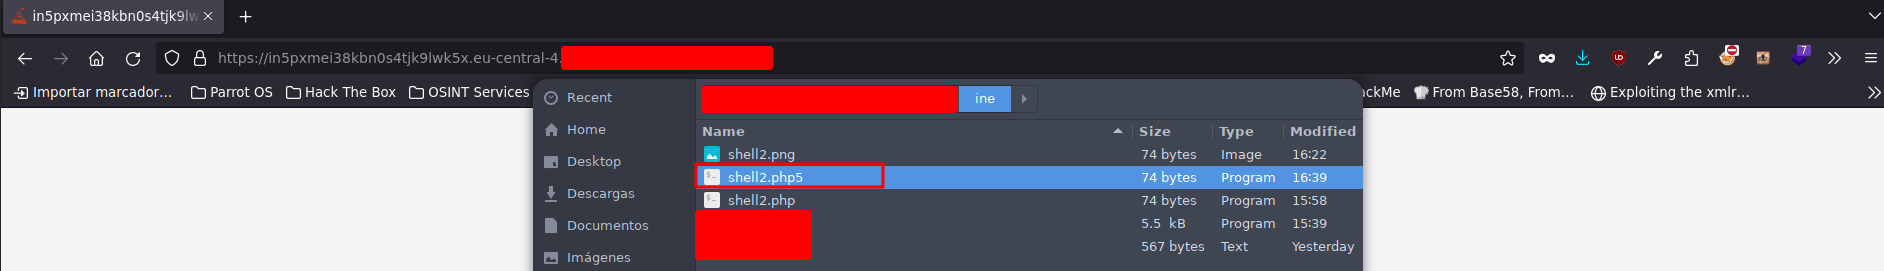 in5pxmei38kbn0s4tjk9lw
https://in5pxmei38kbn0s4tjk9lwk5x.eu-central-4.
7
Importar marcador... Parrot OS Hack The Box OSINT Services ackMe From Base58, From... Exploiting the xmlr...
Recent
ine
Home
Name Size Type Modified
shell2.png 74 bytes Image 16:22
Desktop
shell2.php5 74 bytes Program 16:39
Descargas
shell2.php 74 bytes Program 15:58
Documentos
5.5 kB Program 15:39
567 bytes Text Yesterday
Imágenes